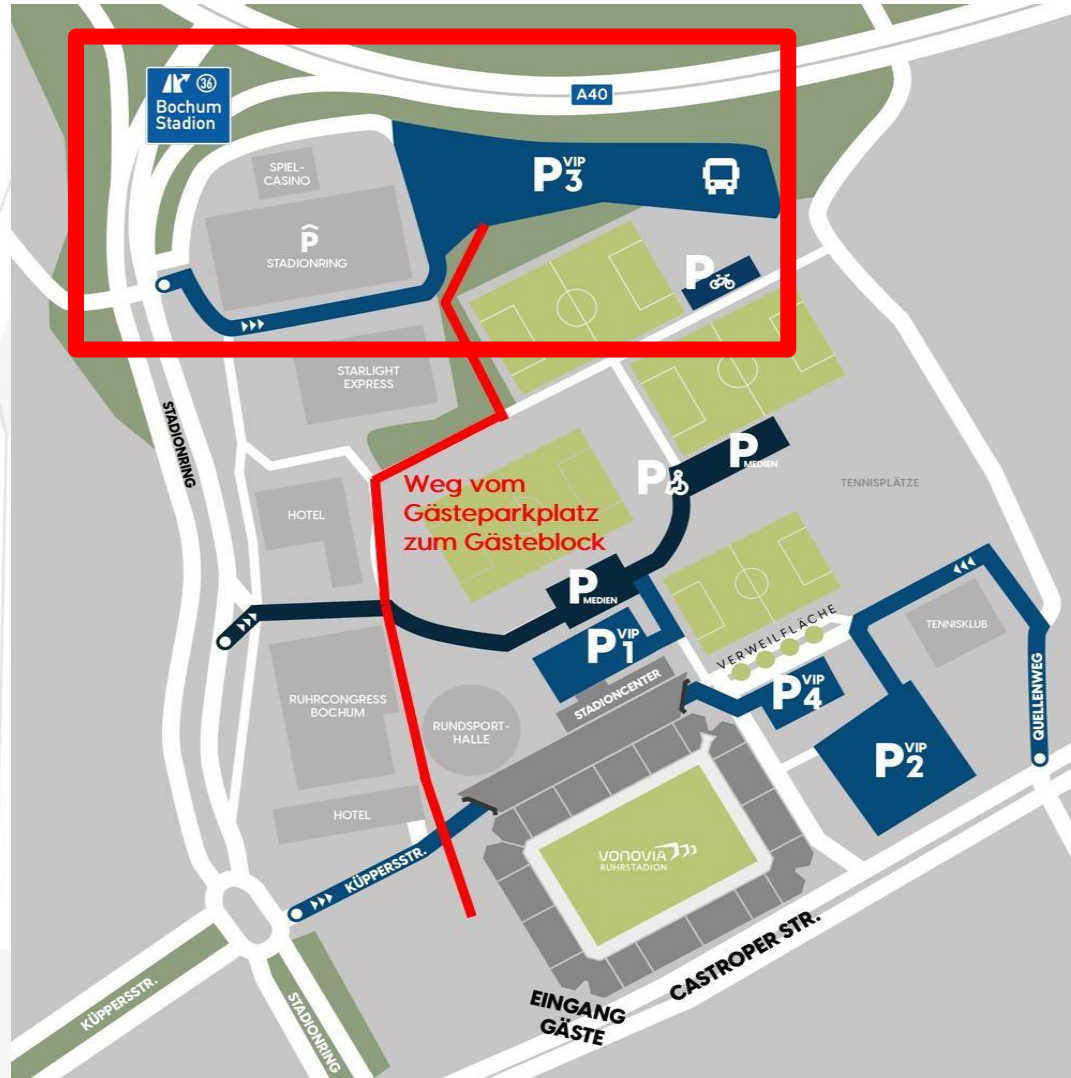 36
Bochum
Stadion
A40
SPIEL-
CASINO
P
STADIONRING
P VIP
3
P
STARLIGHT
EXPRESS
STADIONRING
P
MEDIEN
P
TENNISPLÄTZE
Weg vom
Gästeparkplatz
zum Gästeblock
HOTEL
P
MEDIEN
P VIP
1
VERWEILFLÄCHE
TENNISKLUB
STADIONCENTER
P VIP
4
QUELLENWEG
RUHRCONGRESS
BOCHUM
RUNDSPORT-
HALLE
P VIP
2
HOTEL
VONOVIA
RUHRSTADION
KÜPPERSSTR.
CASTROPER STR.
EINGANG
GÄSTE
KÜPPERSSTR.
STADIONRING